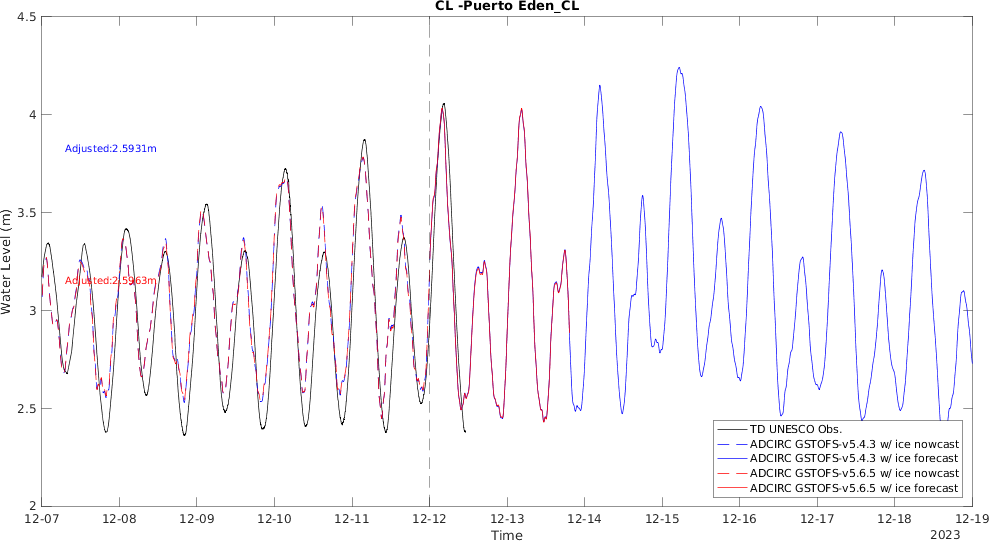 CL -Puerto Eden_CL
4.5
4
3.5
3
2.5
2
Water Level (m)
Adjusted:2.5931m
Adjusted:2.5963m
TD UNESCO Obs.
ADCIRC GSTOFS-v5.4.3 w/ ice nowcast
ADCIRC GSTOFS-v5.4.3 w/ ice forecast
ADCIRC GSTOFS-v5.6.5 w/ ice nowcast
ADCIRC GSTOFS-v5.6.5 w/ ice forecast
12-07 12-08 12-09 12-10 12-11 12-12 12-13 12-14 12-15 12-16 12-17 12-18 12-19
Time
2023